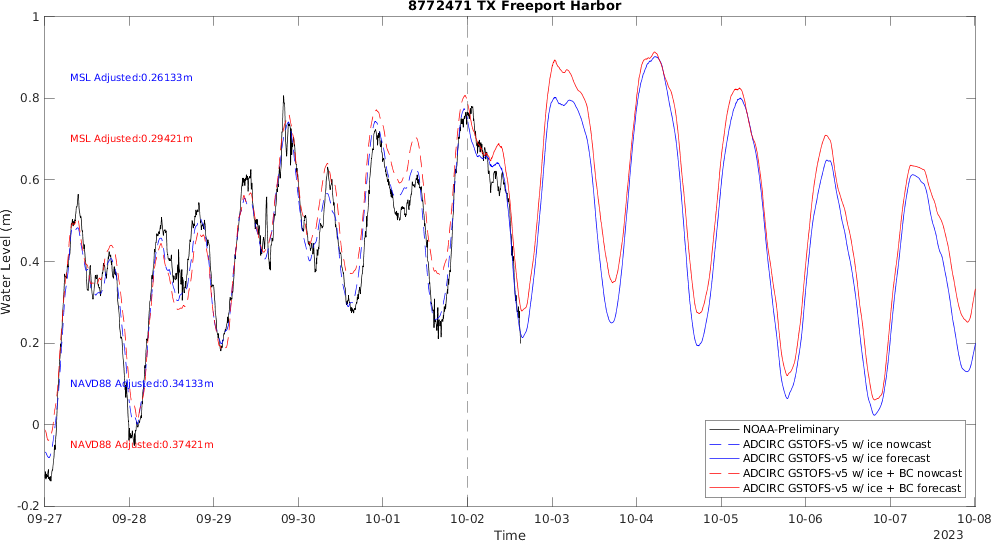 8772471 TX Freeport Harbor
1
0.8
0.6
0.4
0.2
0
-0.2
Water Level (m)
MSL Adjusted:0.26133m
MSL Adjusted:0.29421m
NAVD88 Adjusted:0.34133m
NAVD88 Adjusted:0.37421m
NOAA-Preliminary
ADCIRC GSTOFS-v5 w/ ice nowcast
ADCIRC GSTOFS-v5 w/ ice forecast
ADCIRC GSTOFS-v5 w/ ice + BC nowcast
ADCIRC GSTOFS-v5 w/ ice + BC forecast
09-27 09-28 09-29 09-30 10-01 10-02 10-03 10-04 10-05 10-06 10-07 10-08
Time
2023